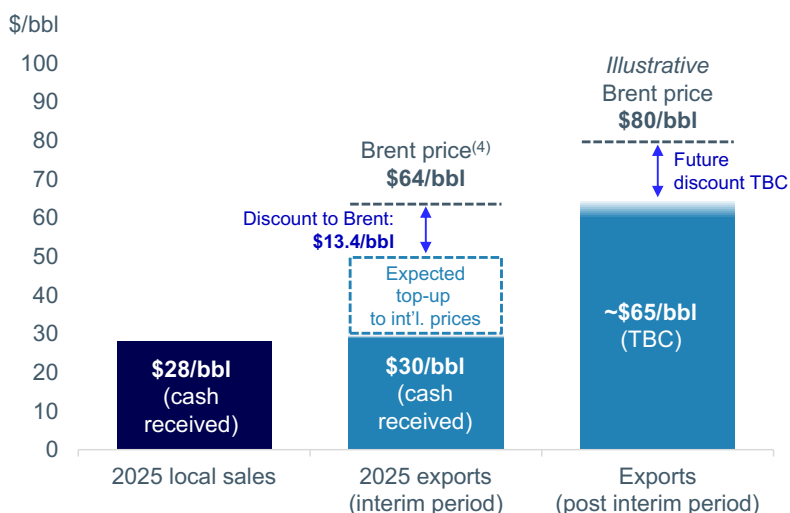 $/bbl
100
90
80
70
60
50
40
30
20
10
0
$28/bbl
(cash
received)
2025 local sales
Brent price(4)
$64/bbl
Discount to Brent:
$13.4/bbl
Expected
top-up
to int'l. prices
$30/bbl
(cash
received)
2025 exports
(interim period)
Illustrative
Brent price
$80/bbl
Future
discount TBC
~$65/bbl
(TBC)
Exports
(post interim period)